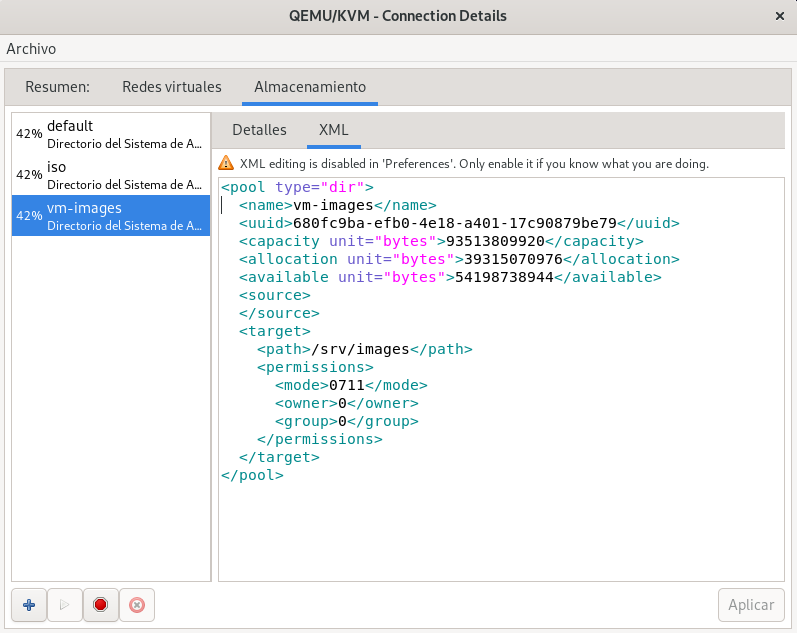 QEMU/KVM - Connection Details
Archivo
Resumen: Redes virtuales Almacenamiento
42% default
Directorio del Sistema de A...
42% iso
Directorio del Sistema de A...
42% vm-images
Directorio del Sistema de A...
Detalles XML
XML editing is disabled in 'Preferences'. Only enable it if you know what you are doing.
<pool type="dir">
  <name>vm-images</name>
  <uuid>680fc9ba-efb0-4e18-a401-17c90879be79</uuid>
  <capacity unit="bytes">93513809920</capacity>
  <allocation unit="bytes">39315070976</allocation>
  <available unit="bytes">54198738944</available>
  <source>
  </source>
  <target>
    <path>/srv/images</path>
    <permissions>
      <mode>0711</mode>
      <owner>0</owner>
      <group>0</group>
    </permissions>
  </target>
</pool>
Aplicar